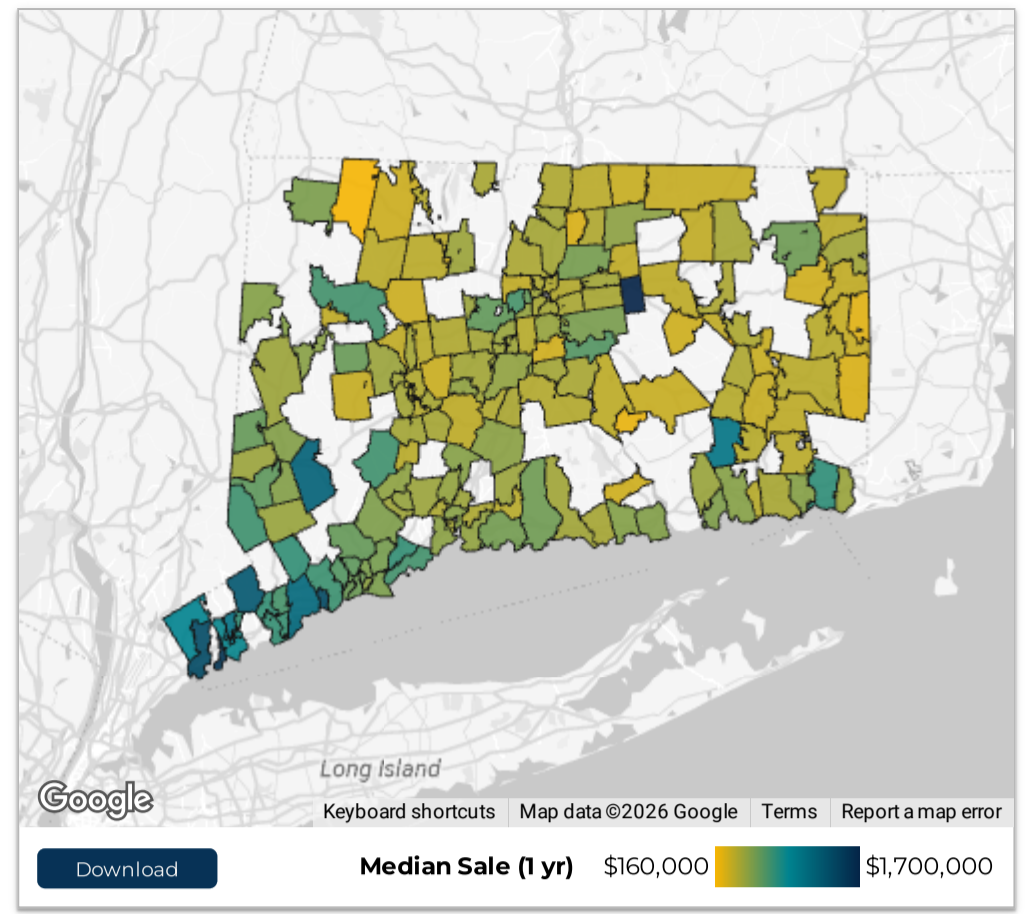 Long Island
Google
Keyboard shortcuts
Map data ©2026 Google
Terms
Report a map error
Download
Median Sale (1 yr)
$160,000
$1,700,000